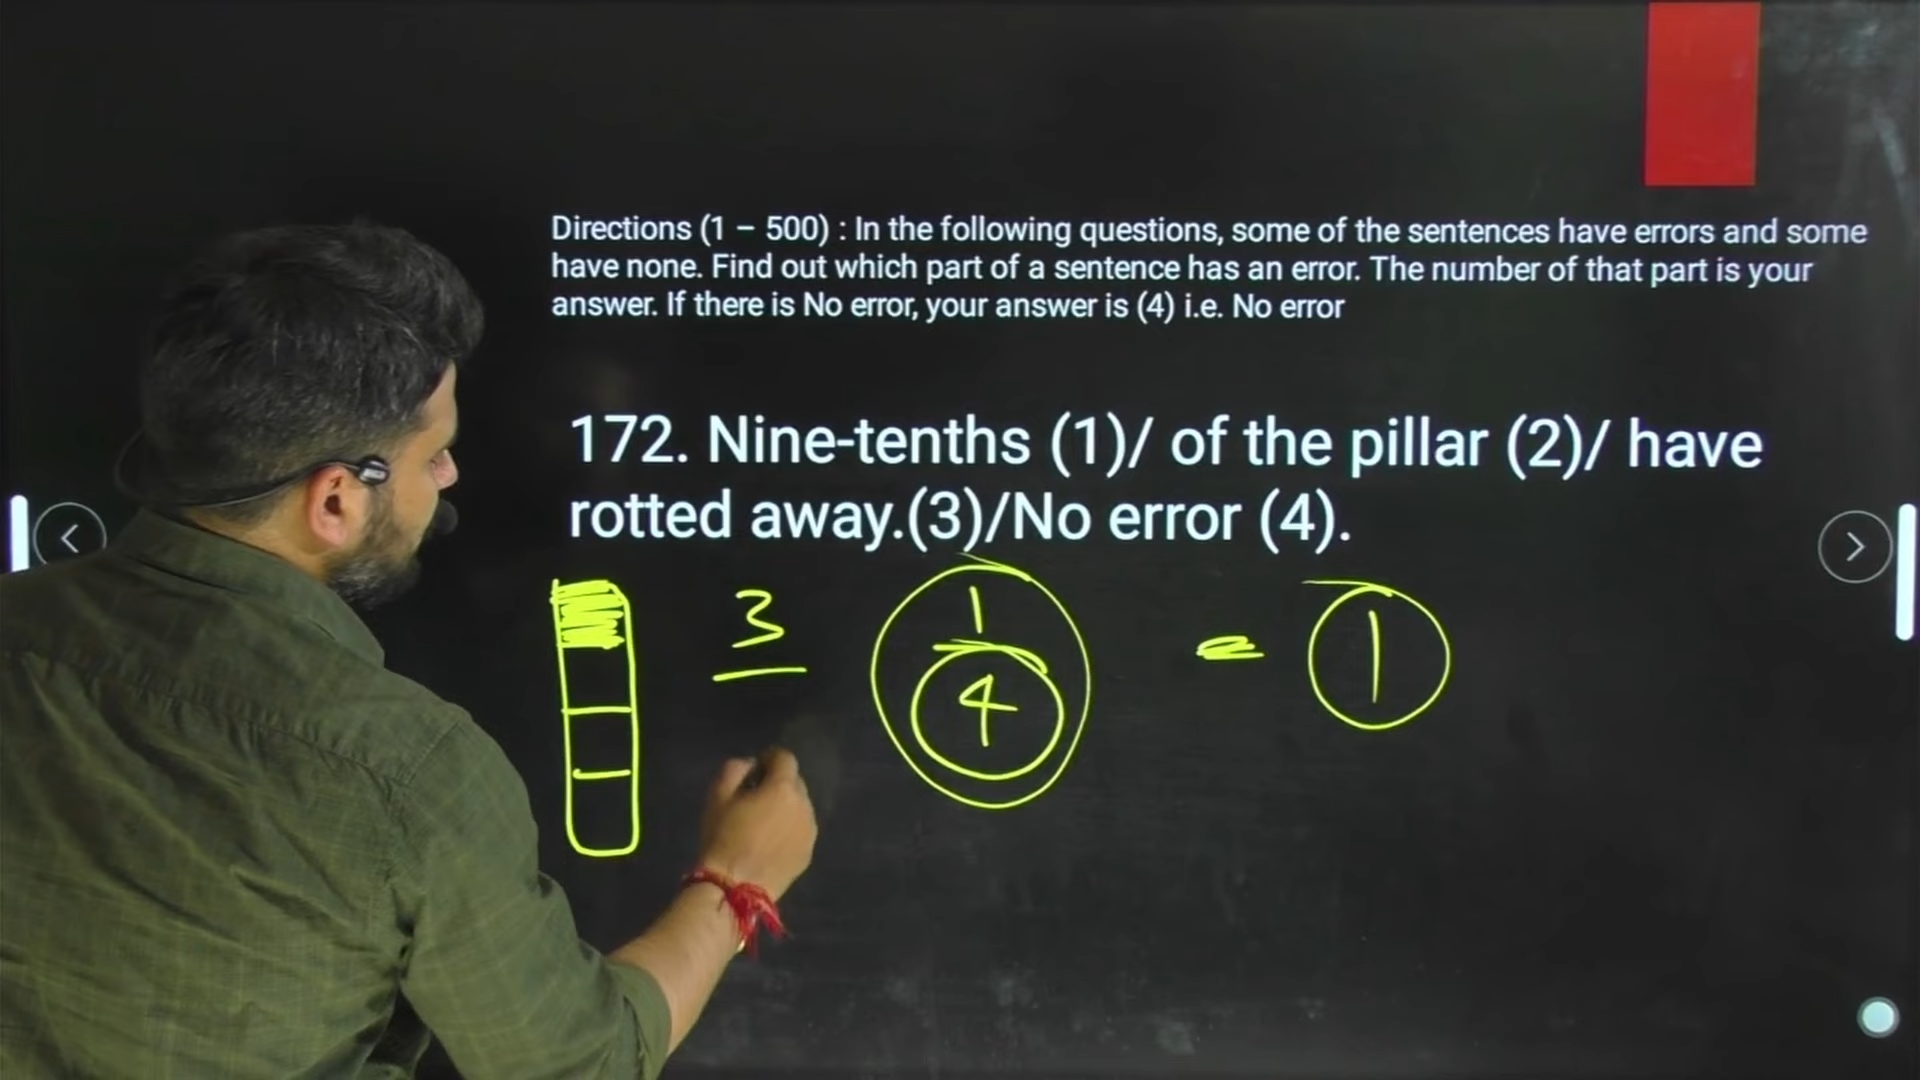 Directions (1 – 500) : In the following questions, some of the sentences have errors and some
have none. Find out which part of a sentence has an error. The number of that part is your
answer. If there is No error, your answer is (4) i.e. No error
172. Nine-tenths (1)/ of the pillar (2)/ have
rotted away.(3)/No error (4).
3
1
4
= 1